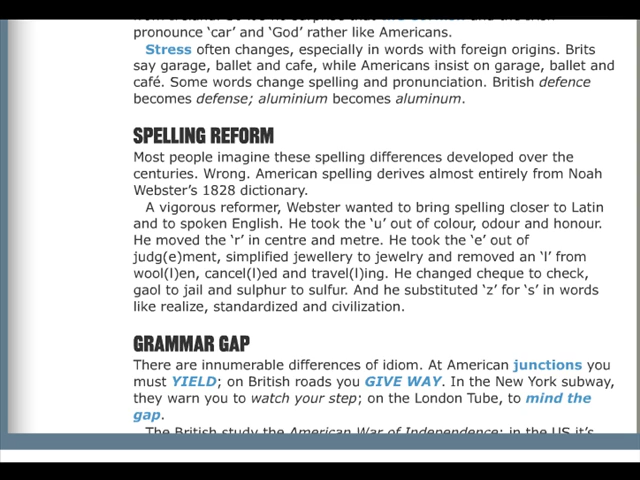 pronounce ‘car’ and ‘God’ rather like Americans.
Stress often changes, especially in words with foreign origins. Brits
say garage, ballet and cafe, while Americans insist on garage, ballet and
café. Some words change spelling and pronunciation. British defence
becomes defense; aluminium becomes aluminum.
SPELLING REFORM
Most people imagine these spelling differences developed over the
centuries. Wrong. American spelling derives almost entirely from Noah
Webster’s 1828 dictionary.
A vigorous reformer, Webster wanted to bring spelling closer to Latin
and to spoken English. He took the ‘u’ out of colour, odour and honour.
He moved the ‘r’ in centre and metre. He took the ‘e’ out of
judg(e)ment, simplified jewellery to jewelry and removed an ‘l’ from
wool(l)en, cancel(l)ed and travel(l)ing. He changed cheque to check,
gaol to jail and sulphur to sulfur. And he substituted ‘z’ for ‘s’ in words
like realize, standardized and civilization.
GRAMMAR GAP
There are innumerable differences of idiom. At American junctions you
must YIELD; on British roads you GIVE WAY. In the New York subway,
they warn you to watch your step; on the London Tube, to mind the
gap.
The British study the American War of Independence; in the US it’s